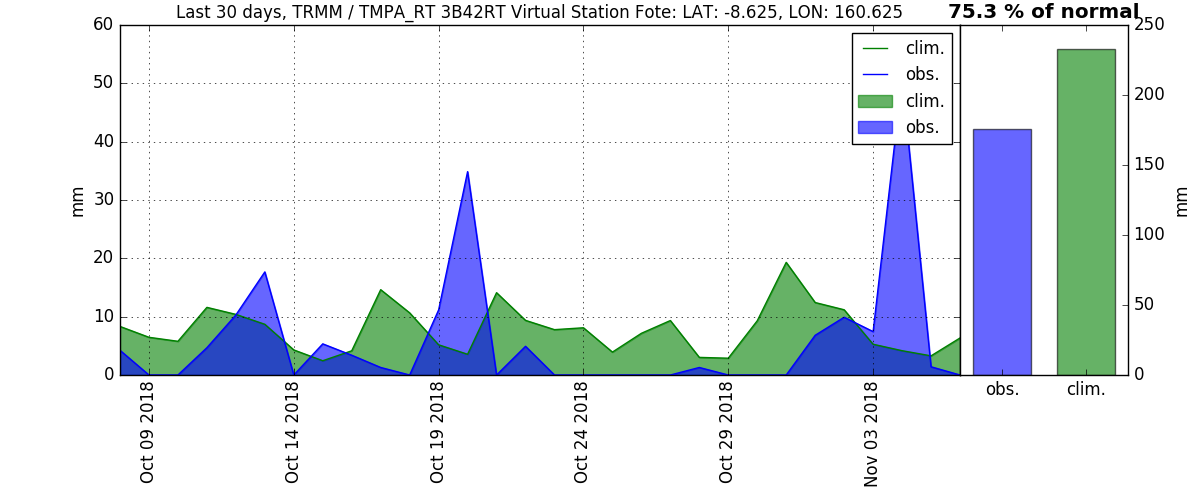 Last 30 days, TRMM / TMPA_RT 3B42RT Virtual Station Fote: LAT: -8.625, LON: 160.625
75.3 % of normal
60
50
40
30
20
10
0
mm
clim.
obs.
clim.
obs.
250
200
150
100
50
0
mm
obs.
clim.
Oct 09 2018
Oct 14 2018
Oct 19 2018
Oct 24 2018
Oct 29 2018
Nov 03 2018